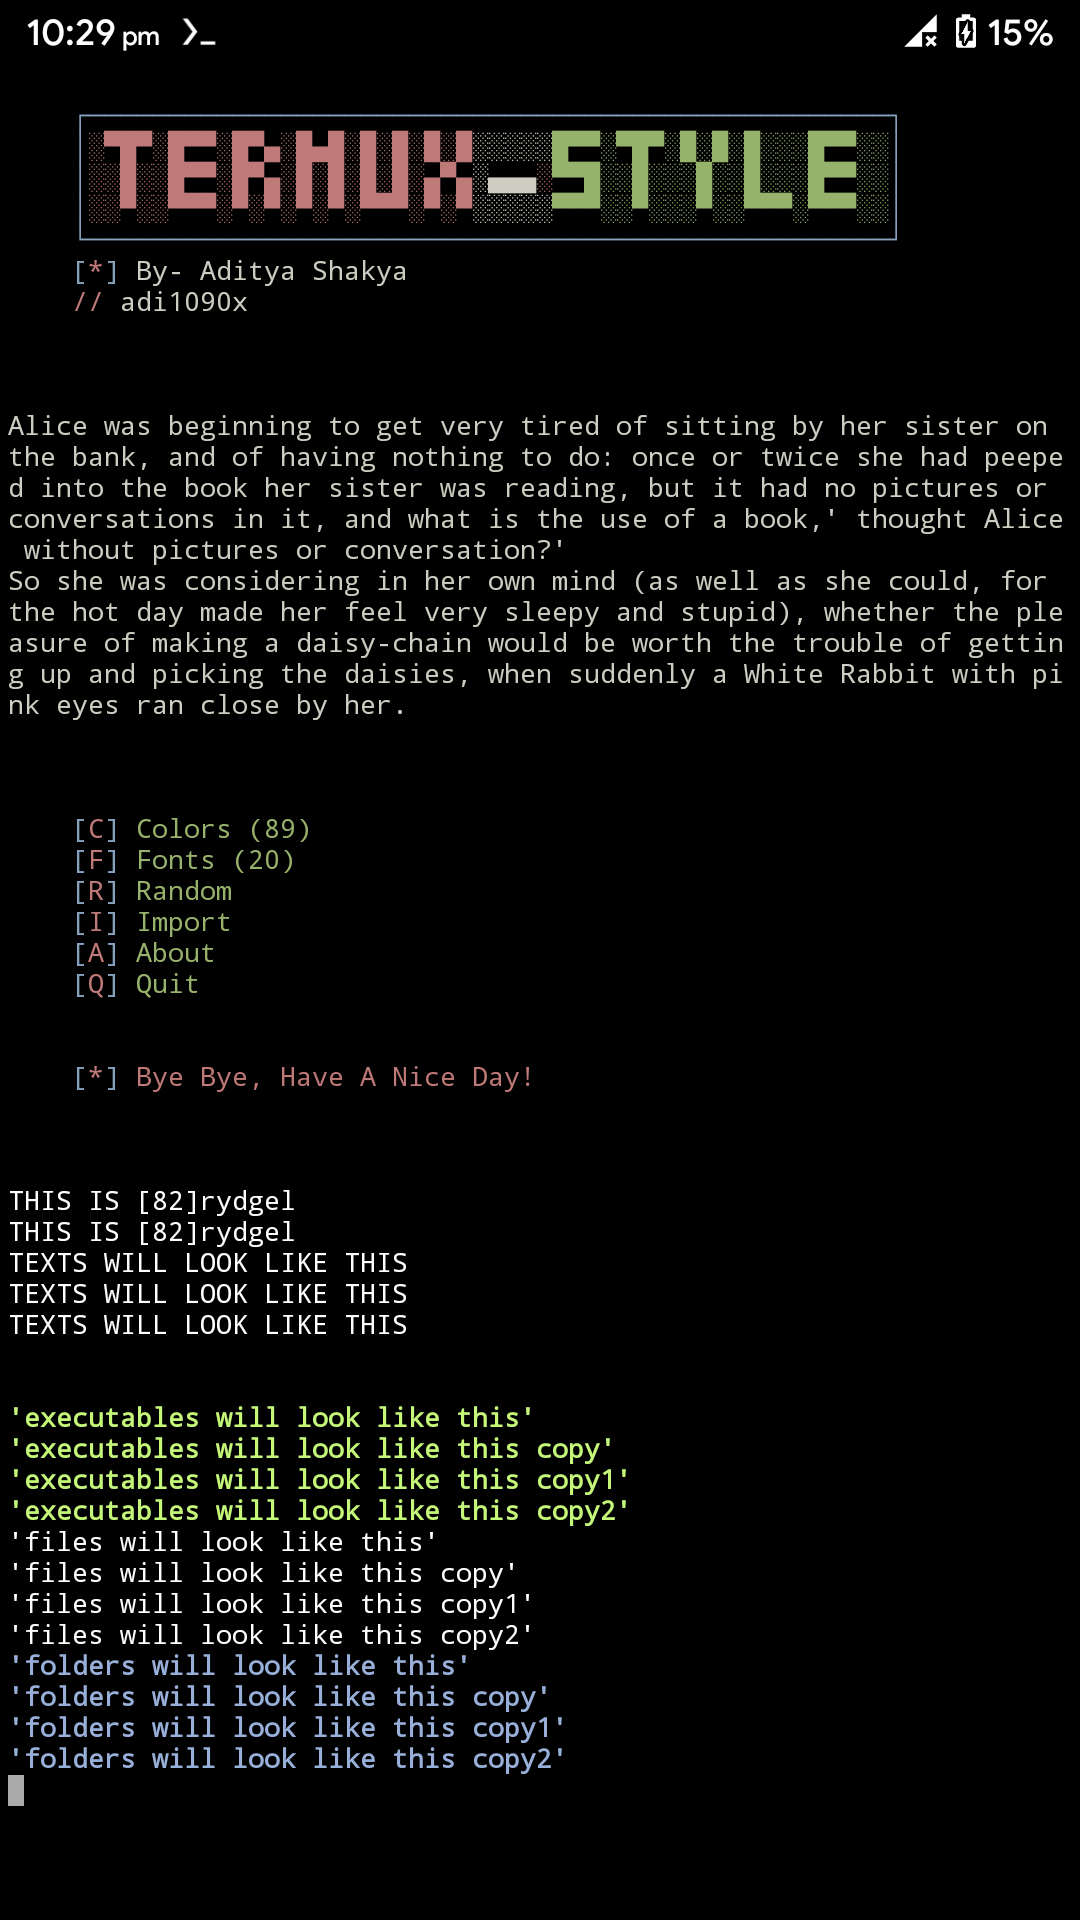 10:29 pm 15%
TERMUX-STYLE
[*] By- Aditya Shakya
// adi1090x
Alice was beginning to get very tired of sitting by her sister on
the bank, and of having nothing to do: once or twice she had peepe
d into the book her sister was reading, but it had no pictures or
conversations in it, and what is the use of a book,' thought Alice
without pictures or conversation?'
So she was considering in her own mind (as well as she could, for
the hot day made her feel very sleepy and stupid), whether the ple
asure of making a daisy-chain would be worth the trouble of gettin
g up and picking the daisies, when suddenly a White Rabbit with pi
nk eyes ran close by her.
[C] Colors (89)
[F] Fonts (20)
[R] Random
[I] Import
[A] About
[Q] Quit
[*] Bye Bye, Have A Nice Day!
THIS IS [82]rydgel
THIS IS [82]rydgel
TEXTS WILL LOOK LIKE THIS
TEXTS WILL LOOK LIKE THIS
TEXTS WILL LOOK LIKE THIS
'executables will look like this'
'executables will look like this copy'
'executables will look like this copy1'
'executables will look like this copy2'
'files will look like this'
'files will look like this copy'
'files will look like this copy1'
'files will look like this copy2'
'folders will look like this'
'folders will look like this copy'
'folders will look like this copy1'
'folders will look like this copy2'